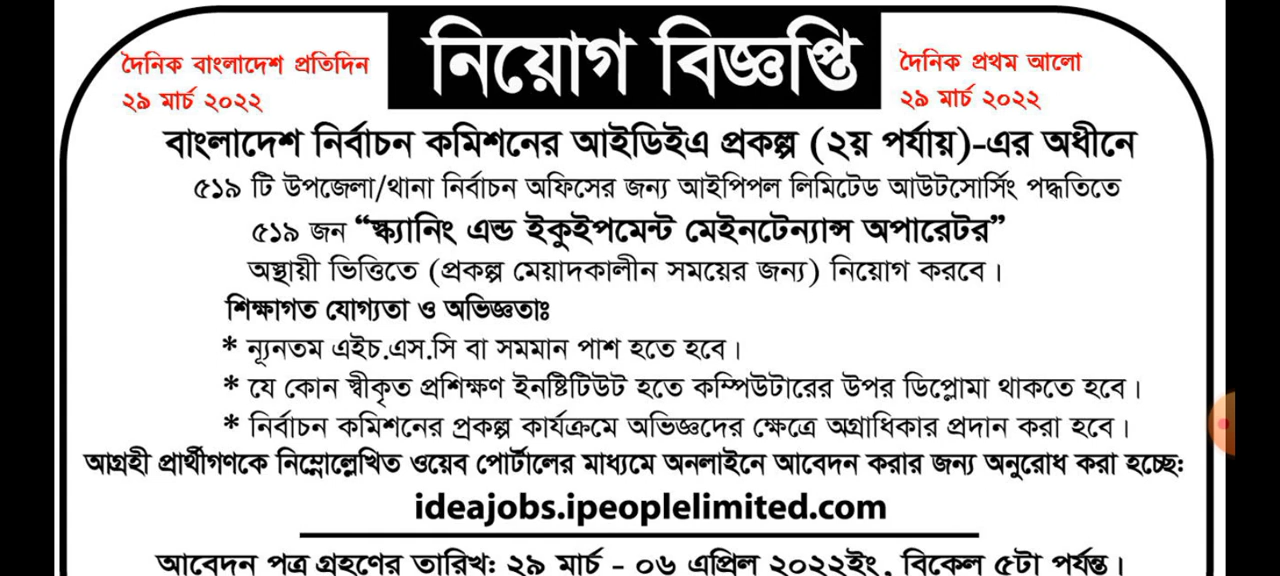 নিয়োগ বিজ্ঞপ্তি
দৈনিক বাংলাদেশ প্রতিদিন
২৯ মার্চ ২০২২
দৈনিক প্রথম আলো
২৯ মার্চ ২০২২
বাংলাদেশ নির্বাচন কমিশনের আইডিইএ প্রকল্প (২য় পর্যায়)-এর অধীনে
৫১৯ টি উপজেলা/থানা নির্বাচন অফিসের জন্য আইপিপল লিমিটেড আউটসোর্সিং পদ্ধতিতে
৫১৯ জন “স্ক্যানিং এন্ড ইকুইপমেন্ট মেইনটেন্যান্স অপারেটর”
অস্থায়ী ভিত্তিতে (প্রকল্প মেয়াদকালীন সময়ের জন্য) নিয়োগ করবে।
শিক্ষাগত যোগ্যতা ও অভিজ্ঞতাঃ
* ন্যূনতম এইচ.এস.সি বা সমমান পাশ হতে হবে।
* যে কোন স্বীকৃত প্রশিক্ষণ ইনষ্টিটিউট হতে কম্পিউটারের উপর ডিপ্লোমা থাকতে হবে।
* নির্বাচন কমিশনের প্রকল্প কার্যক্রমে অভিজ্ঞদের ক্ষেত্রে অগ্রাধিকার প্রদান করা হবে।
আগ্রহী প্রার্থীগণকে নিম্নোল্লেখিত ওয়েব পোর্টালের মাধ্যমে অনলাইনে আবেদন করার জন্য অনুরোধ করা হচ্ছে:
ideajobs.ipeoplelimited.com
আবেদন পত্র গ্রহণের তারিখ: ২৯ মার্চ - ০৬ এপ্রিল ২০২২ইং, বিকেল ৫টা পর্যন্ত।